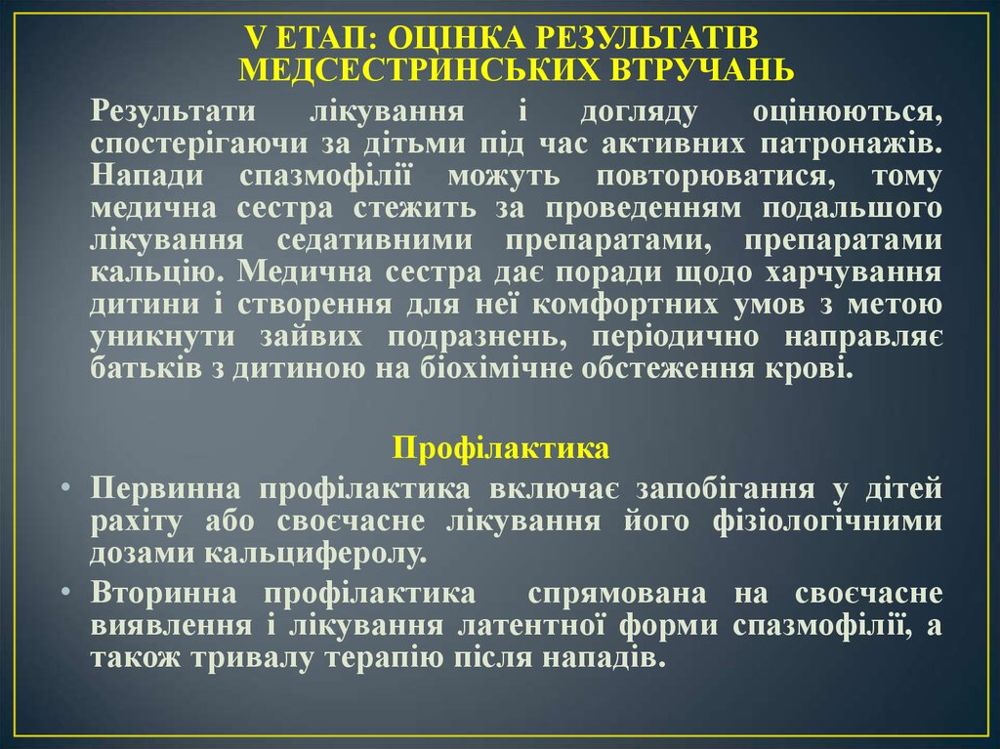 V ЕТАП: ОЦІНКА РЕЗУЛЬТАТІВ
МЕДСЕСТРИНСЬКИХ ВТРУЧАНЬ
Результати лікування і догляду оцінюються,
спостерігаючи за дітьми під час активних патронажів.
Напади спазмофілії можуть повторюватися, тому
медична сестра стежить за проведенням подальшого
лікування седативними препаратами, препаратами
кальцію. Медична сестра дає поради щодо харчування
дитини і створення для неї комфортних умов з метою
уникнути зайвих подразнень, періодично направляє
батьків з дитиною на біохімічне обстеження крові.
Профілактика
• Первинна профілактика включає запобігання у дітей
рахіту або своєчасне лікування його фізіологічними
дозами кальциферолу.
• Вторинна профілактика спрямована на своєчасне
виявлення і лікування латентної форми спазмофілії, а
також тривалу терапію після нападів.